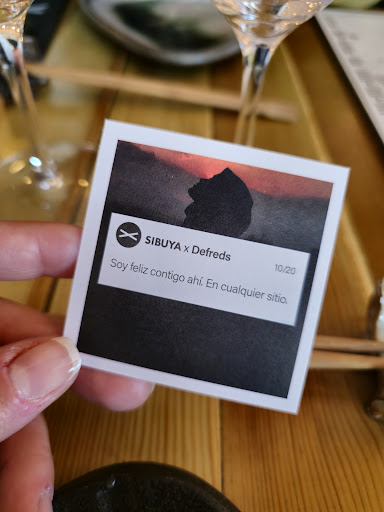 SIBUYA x Defreds 10/20
Soy feliz contigo ahí. En cualquier sitio.